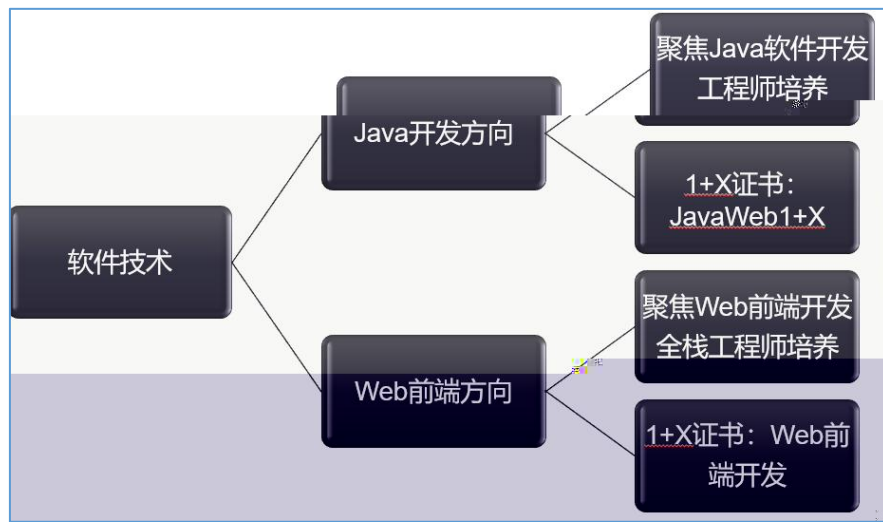 聚焦Java软件开发
工程师培养
Java开发方向
1+X证书：
JavaWeb1+X
软件技术
聚焦Web前端开发
全栈工程师培养
Web前端方向
1+X证书：Web前
端开发